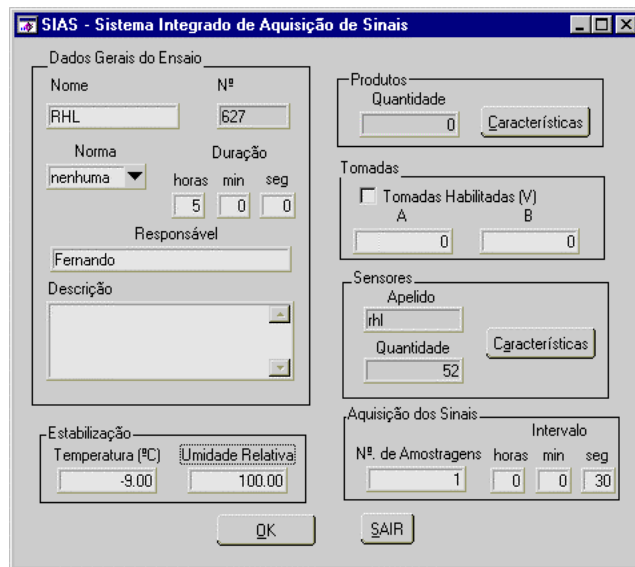 SIAS - Sistema Integrado de Aquisição de Sinais
Dados Gerais do Ensaio
Nome Nº
RHL 627
Norma Duração
nenhuma horas min seg
5 0 0
Responsável
Fernando
Descrição
Estabilização
Temperatura (ºC) Umidade Relativa
-9.00 100.00
Produtos
Quantidade
0 Características
Tomadas
Tomadas Habilitadas (V)
A B
0 0
Sensores
Apelido
rhl
Quantidade Características
52
Aquisição dos Sinais
Intervalo
Nº. de Amostragens horas min seg
1 0 0 30
OK SAIR